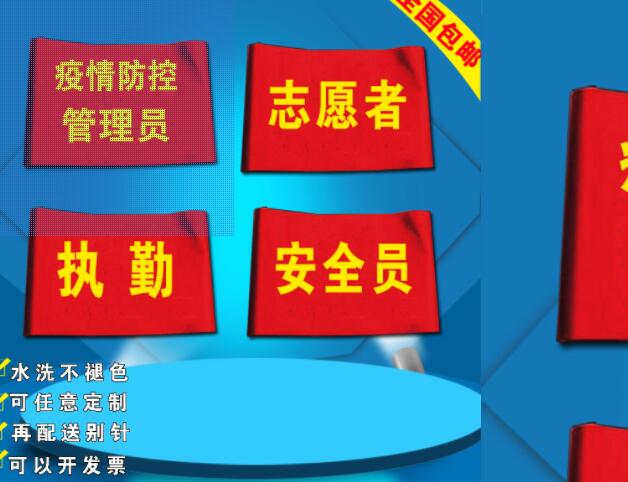 全国包邮
疫情防控
管理员
志愿者
执勤
安全员
水洗不褪色
可任意定制
再配送别针
可以开发票